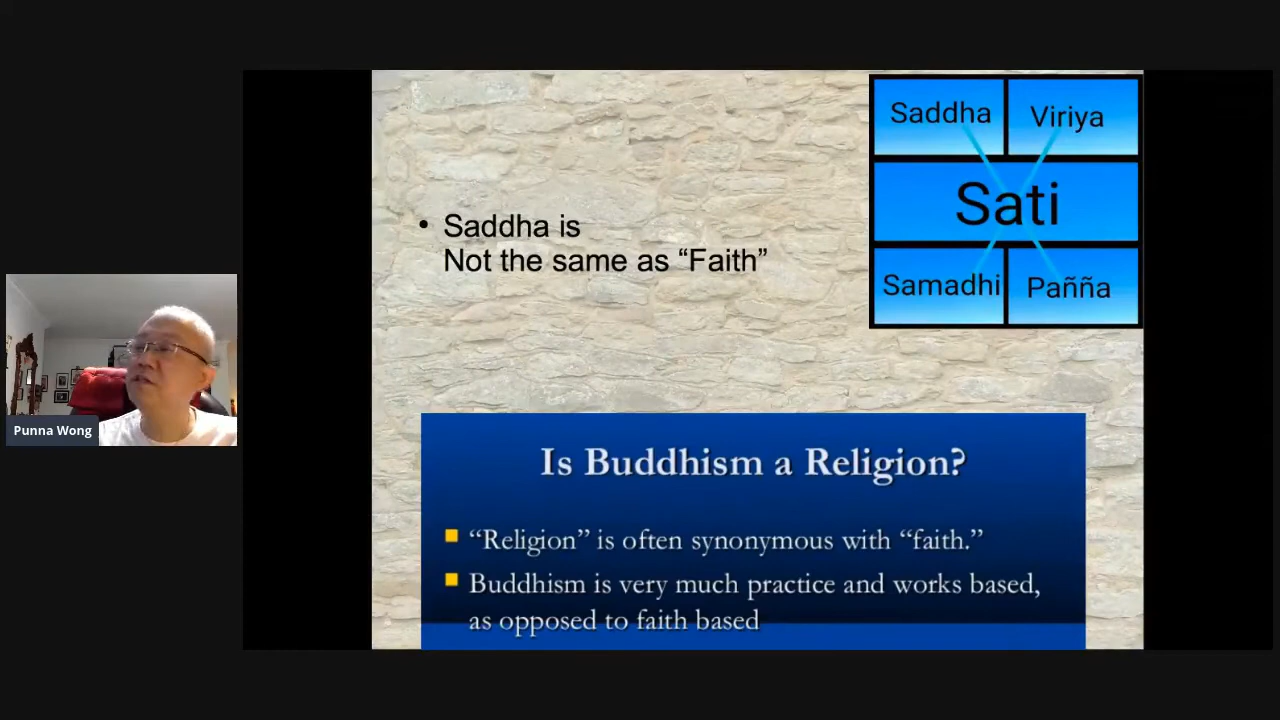 Saddha
Viriya
Sati
Samadhi
Pañña
• Saddha is
Not the same as “Faith”
Punna Wong
Is Buddhism a Religion?
“Religion” is often synonymous with “faith.”
Buddhism is very much practice and works based,
as opposed to faith based